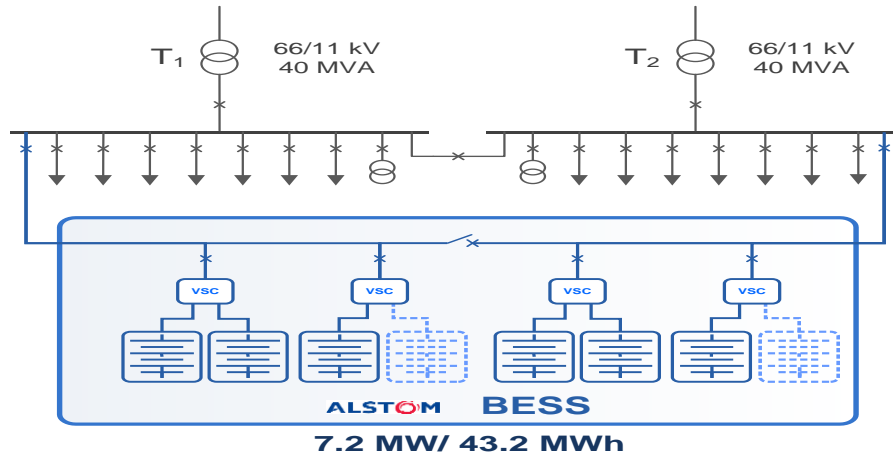 T1 66/11 kV
40 MVA
T2 66/11 kV
40 MVA
VSC VSC VSC VSC
ALSTOM BESS
7.2 MW/ 43.2 MWh